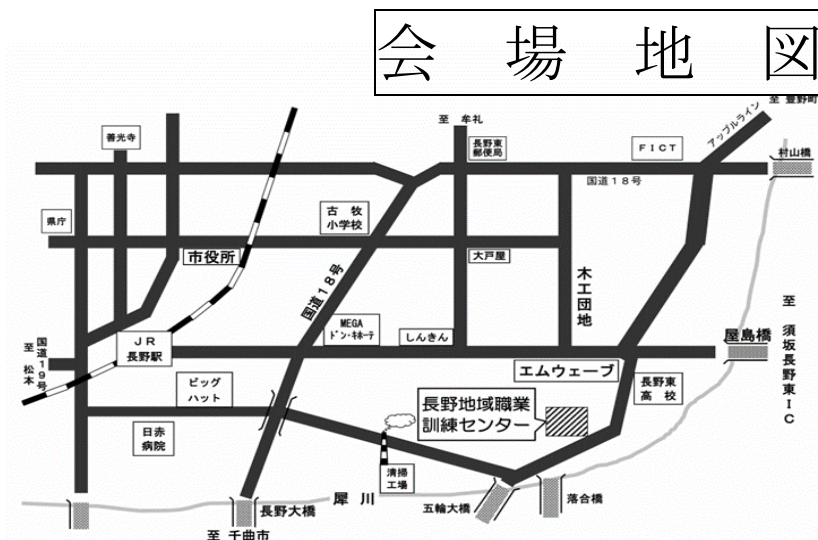 会場地図
至 豊野町
アップルライン
至 牟礼
善光寺
長野東
郵便局
FICT
村山橋
国道18号
県庁
古牧
小学校
市役所
大戸屋
国道18号
木工団地
至 須坂長野東IC
至 松本
国道19号
JR
長野駅
MEGA
ドン・キホーテ
しんきん
屋島橋
エムウェーブ
ビッグ
ハット
長野東
高校
長野地域職業
訓練センター
日赤
病院
清掃
工場
犀川
長野大橋
五輪大橋
落合橋
至 千曲市